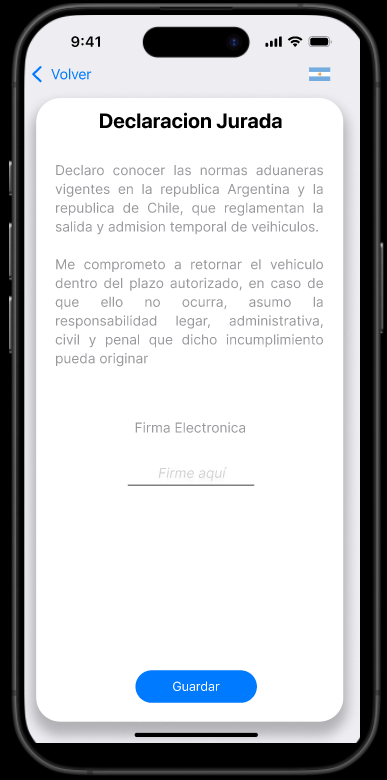 9:41
Volver
Declaracion Jurada
Declaro conocer las normas aduaneras
vigentes en la republica Argentina y la
republica de Chile, que reglamentan la
salida y admision temporal de veihiculos.
Me comprometo a retornar el vehiculo
dentro del plazo autorizado, en caso de
que ello no ocurra, asumo la
responsabilidad legar, administrativa,
civil y penal que dicho incumplimiento
pueda originar
Firma Electronica
Firme aquí
Guardar